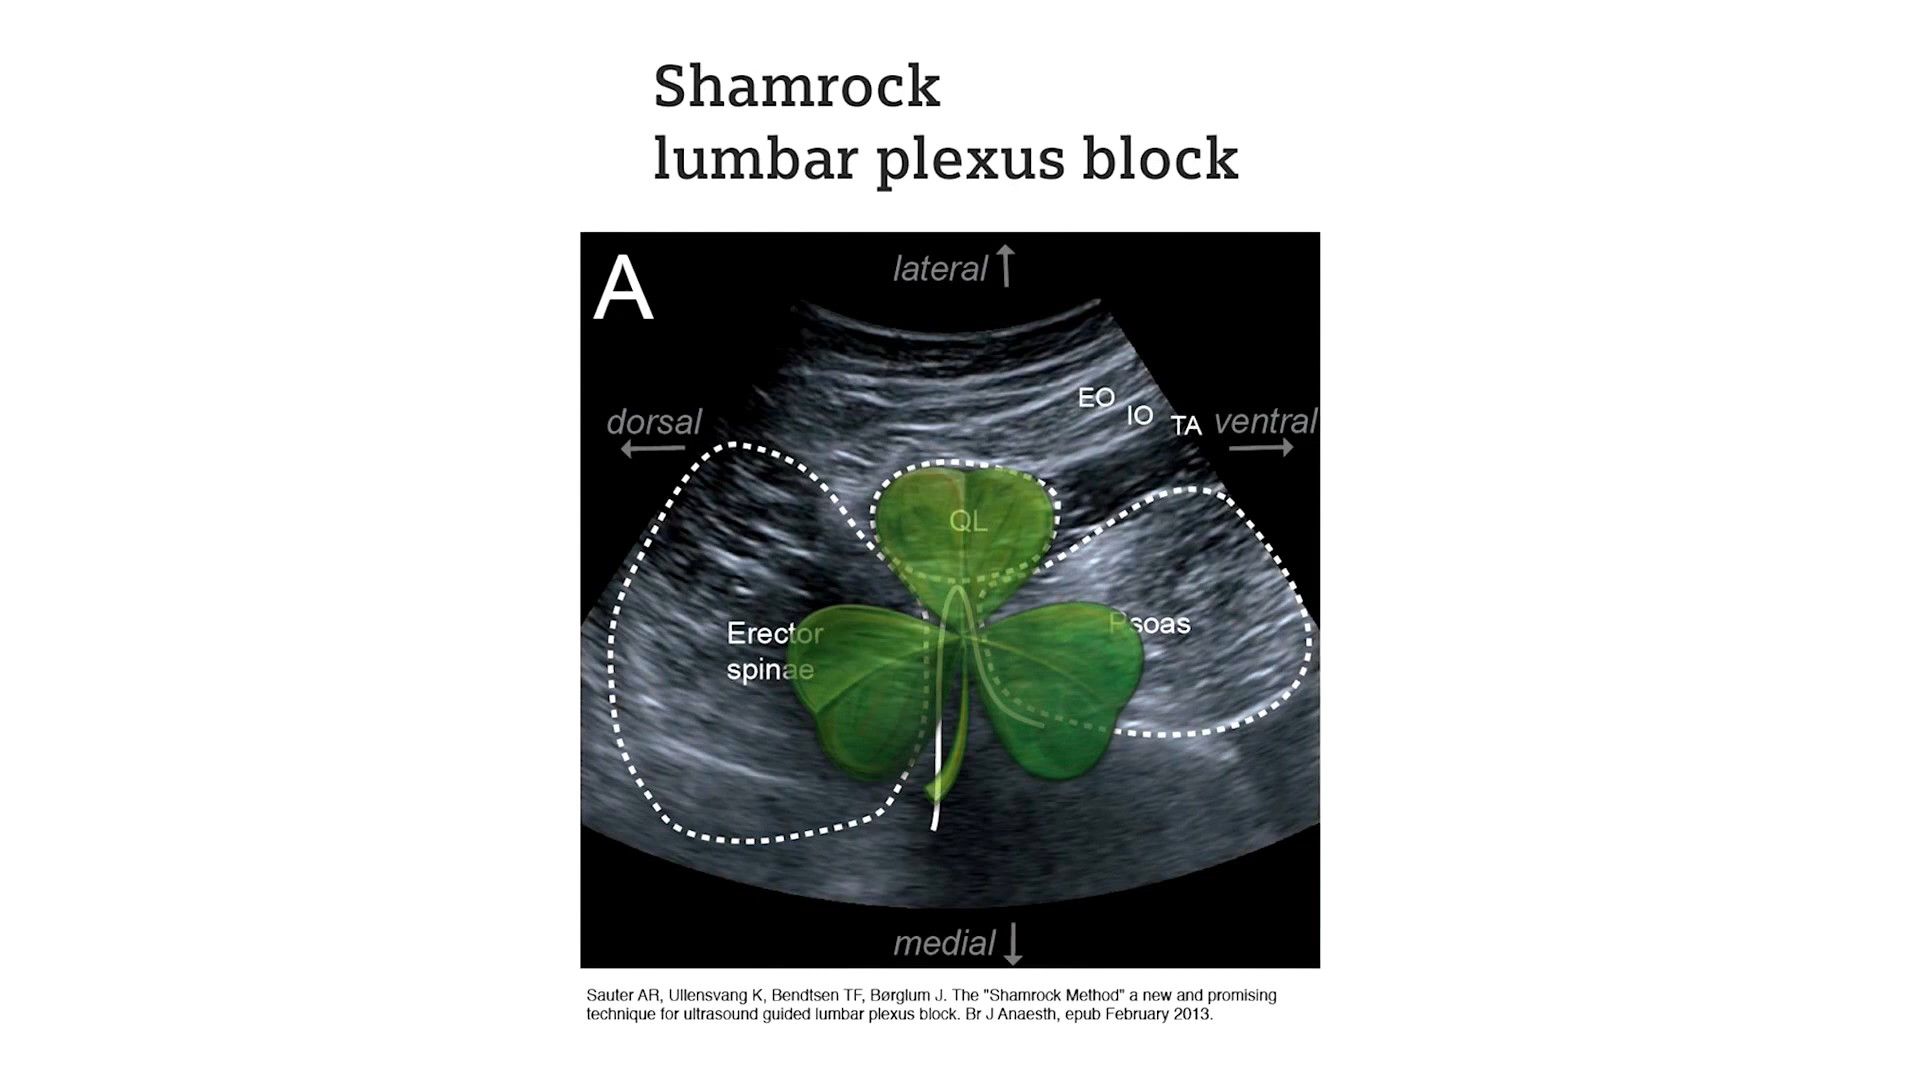 Shamrock
lumbar plexus block
A
lateral
EO
IO
TA
dorsal
ventral
QL
Erector
spinae
Psoas
medial
Sauter AR, Ullensvang K, Bendtsen TF, Børglum J. The "Shamrock Method" a new and promising
technique for ultrasound guided lumbar plexus block. Br J Anaesth, epub February 2013.